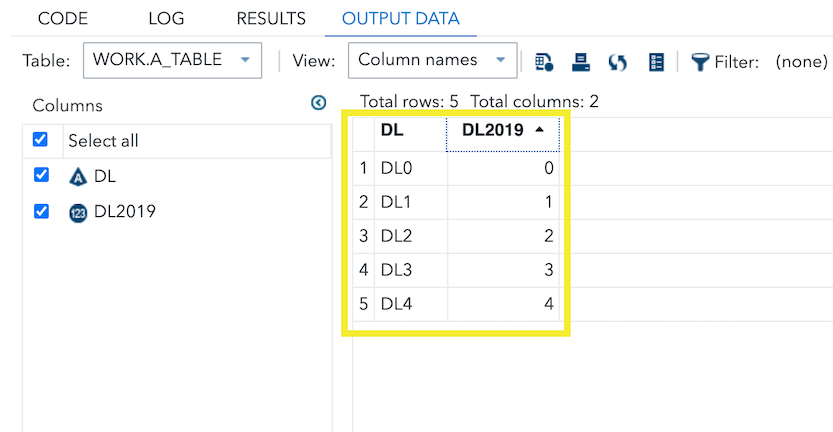 CODE LOG RESULTS OUTPUT DATA
Table: WORK.A_TABLE View: Column names Filter: (none)
Columns
Total rows: 5 Total columns: 2
Select all
DL
DL2019
DL DL2019
1 DL0 0
2 DL1 1
3 DL2 2
4 DL3 3
5 DL4 4